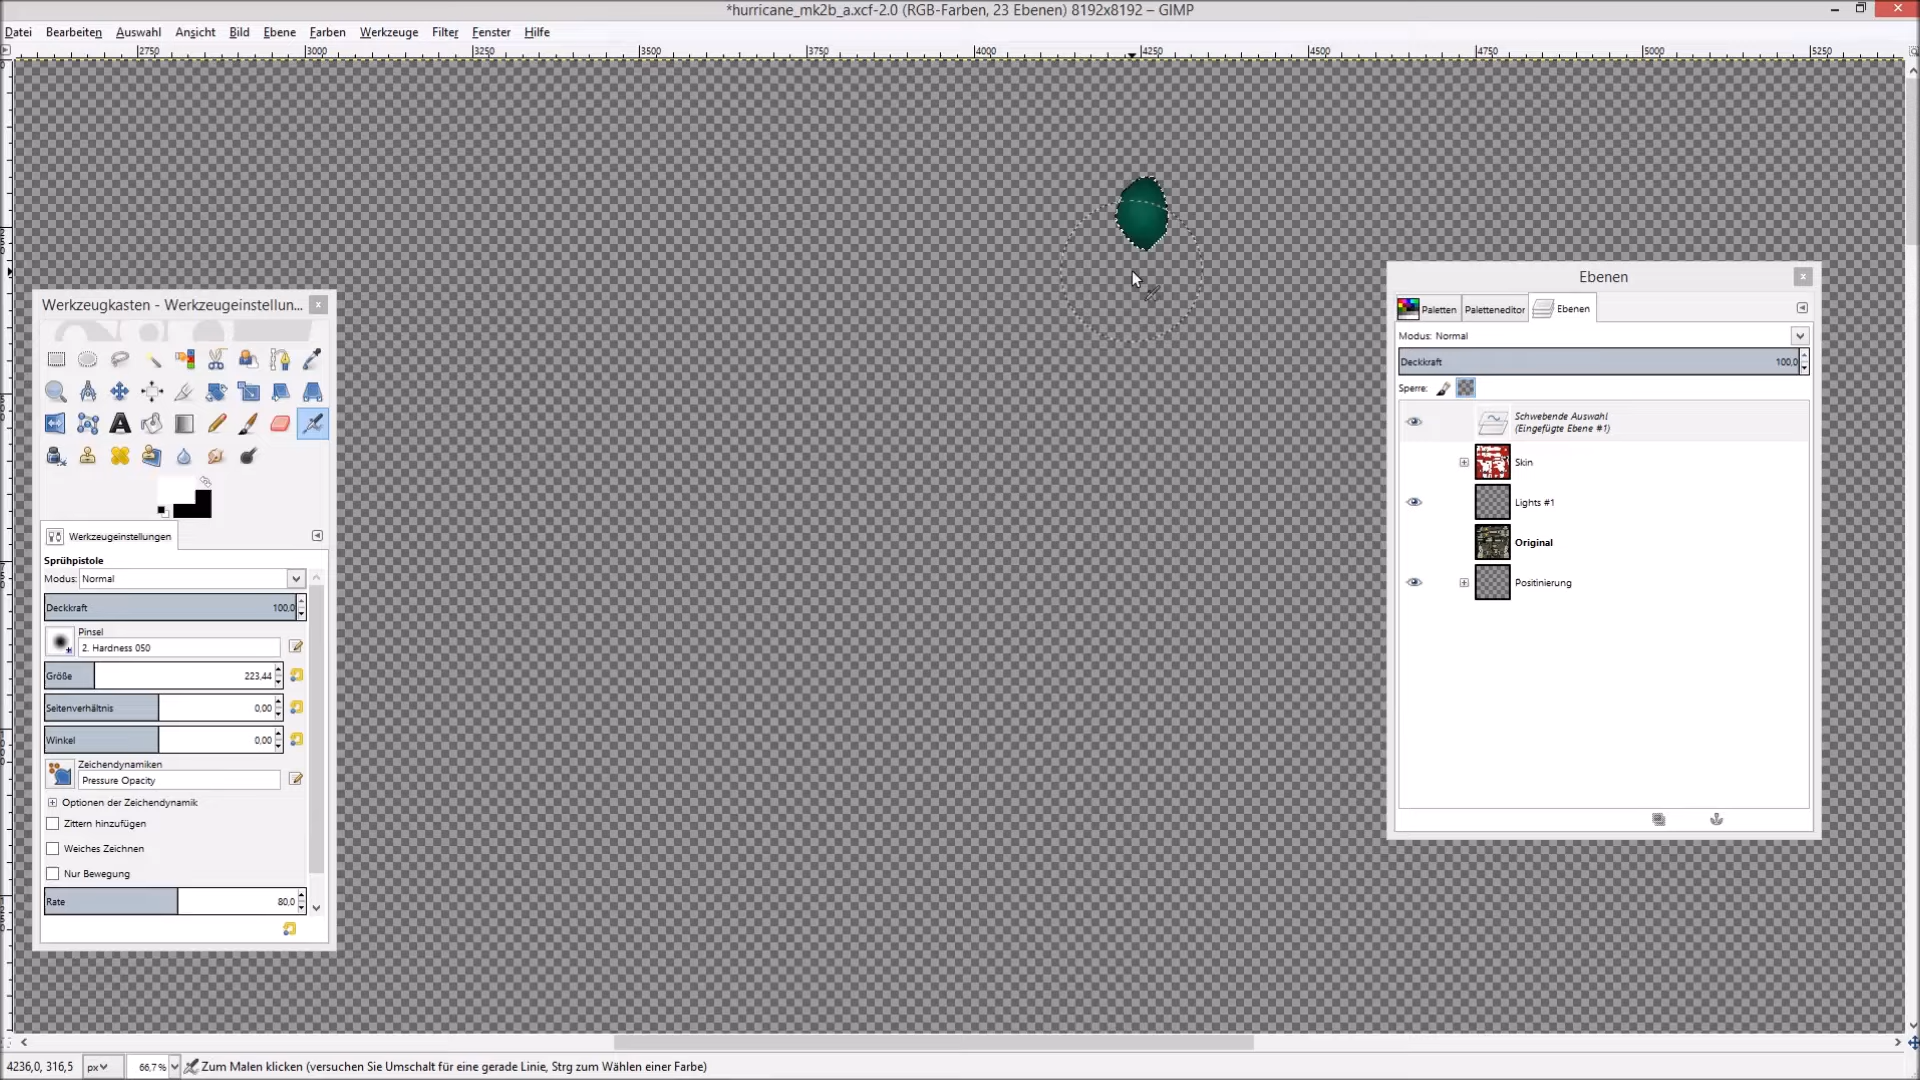 *hurricane_mk2b_a.xcf-2.0 (RGB-Farben, 23 Ebenen) 8192x8192 – GIMP
Datei Bearbeiten Auswahl Ansicht Bild Ebene Farben Werkzeuge Filter Fenster Hilfe
2750 3000 3250 3500 3750 4000 4250 4500 4750 5000 5250
Werkzeugkasten - Werkzeugeinstellun...
Werkzeugeinstellungen
Sprühpistole
Modus: Normal
Deckkraft 100,0
Pinsel
2. Hardness 050
Größe 223,44
Seitenverhältnis 0,00
Winkel 0,00
Zeichendynamiken
Pressure Opacity
Optionen der Zeichendynamik
Zittern hinzufügen
Weiches Zeichnen
Nur Bewegung
Rate 80,0
Ebenen
Paletten Paletteneditor Ebenen
Modus: Normal
Deckkraft 100,0
Sperre:
Schwebende Auswahl
(Eingefügte Ebene #1)
Skin
Lights #1
Original
Positinierung
4236,0, 316,5 px 66,7% Zum Malen klicken (versuchen Sie Umschalt für eine gerade Linie, Strg zum Wählen einer Farbe)